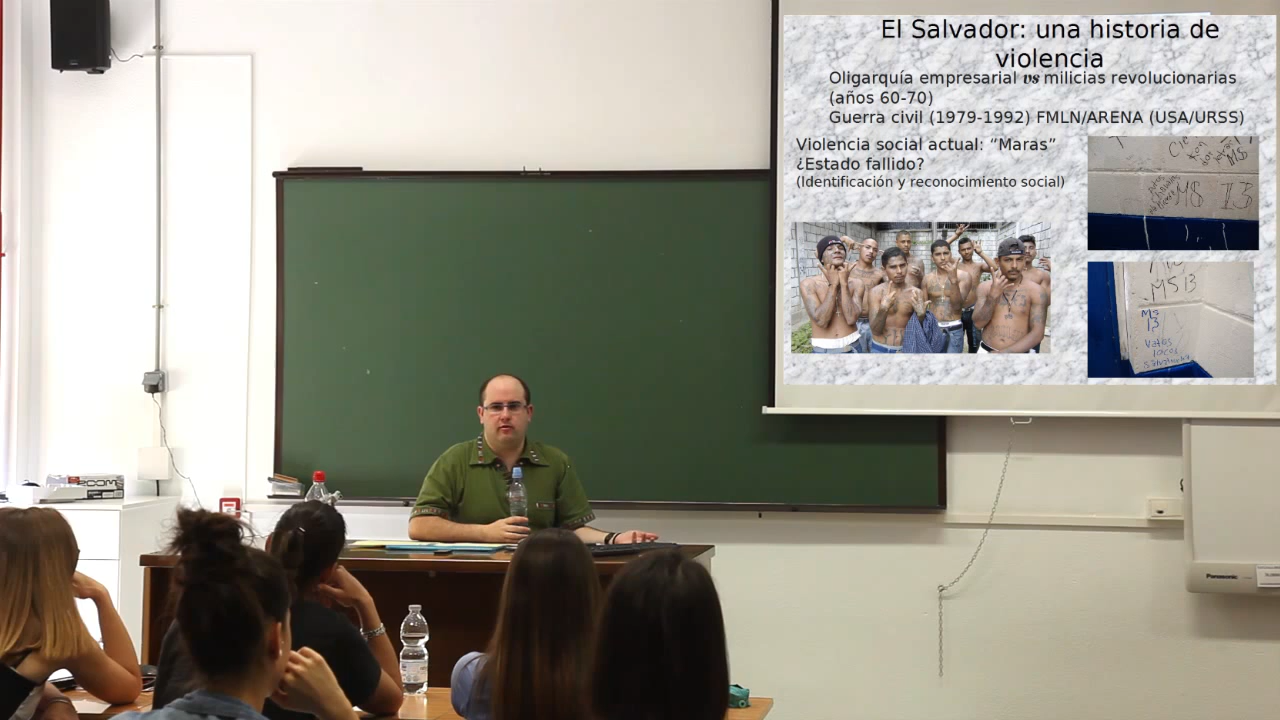 El Salvador: una historia de
violencia
Oligarquía empresarial vs milicias revolucionarias
(años 60-70)
Guerra civil (1979-1992) FMLN/ARENA (USA/URSS)
Violencia social actual: “Maras”
¿Estado fallido?
(Identificación y reconocimiento social)
MS
MS 13
MS 13
MS
13
Vatos
locos
Panasonic